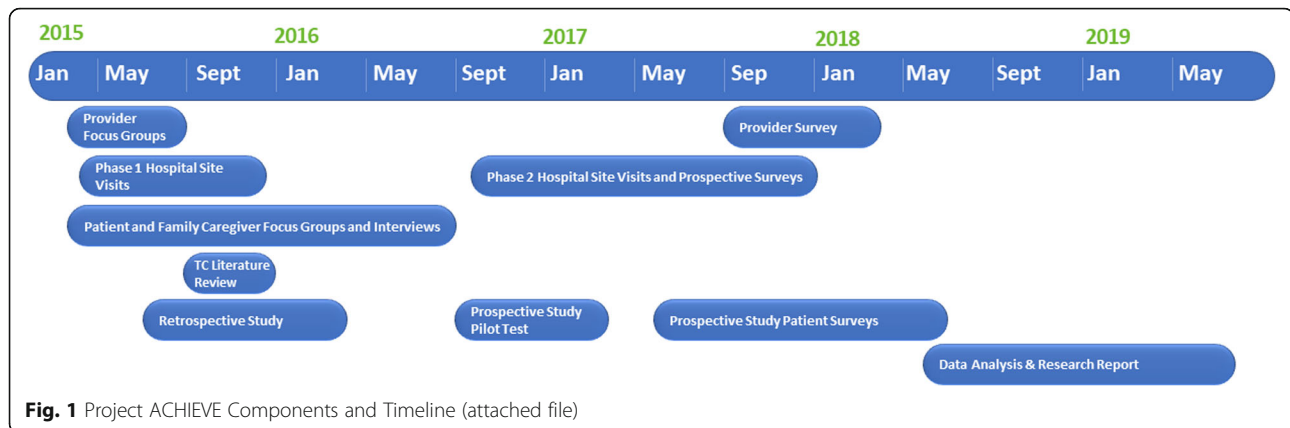 2015 2016 2017 2018 2019
Jan May Sept Jan May Sept Jan May Sep Jan May Sept Jan May
Provider
Focus Groups
Provider Survey
Phase 1 Hospital Site
Visits
Phase 2 Hospital Site Visits and Prospective Surveys
Patient and Family Caregiver Focus Groups and Interviews
TC Literature
Review
Retrospective Study
Prospective Study
Pilot Test
Prospective Study Patient Surveys
Data Analysis & Research Report
Fig. 1 Project ACHIEVE Components and Timeline (attached file)